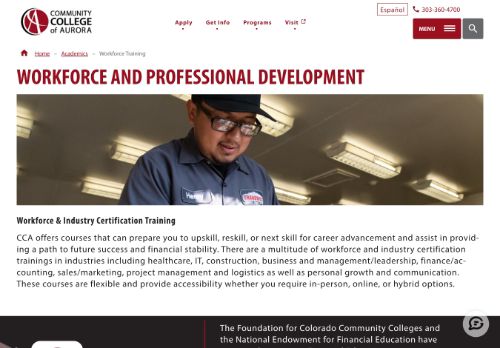 COMMUNITY
COLLEGE
of AURORA
Español
303-360-4700
Apply
Get Info
Programs
Visit
MENU
Home
Academics
Workforce Training
WORKFORCE AND PROFESSIONAL DEVELOPMENT
Workforce & Industry Certification Training
CCA offers courses that can prepare you to upskill, reskill, or next skill for career advancement and assist in provid-
ing a path to future success and financial stability. There are a multitude of workforce and industry certification
trainings in industries including healthcare, IT, construction, business and management/leadership, finance/ac-
counting, sales/marketing, project management and logistics as well as personal growth and communication.
These courses are flexible and provide accessibility whether you require in-person, online, or hybrid options.
The Foundation for Colorado Community Colleges and
the National Endowment for Financial Education have